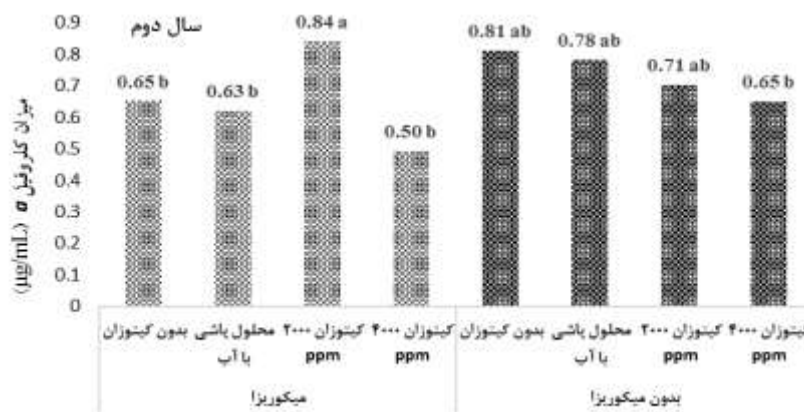 سال دوم
میزان کلروفیل a (µg/mL)
0.9
0.8
0.7
0.6
0.5
0.4
0.3
0.2
0.1
0
0.65 b
0.63 b
0.84 a
0.50 b
0.81 ab
0.78 ab
0.71 ab
0.65 b
بدون کیتوزان
محلول پاشی
با آب
کیتوزان ۲۰۰۰
ppm
کیتوزان ۴۰۰۰
ppm
بدون کیتوزان
محلول پاشی
با آب
کیتوزان ۲۰۰۰
ppm
کیتوزان ۴۰۰۰
ppm
میکوریزا
بدون میکوریزا